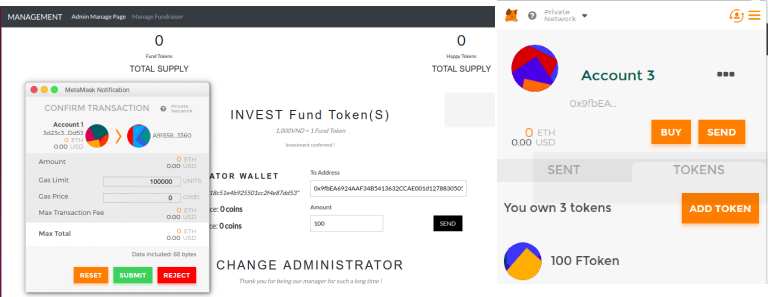 MANAGEMENT Admin Manage Page Manage Fundraiser
0
Fund Tokens
TOTAL SUPPLY
0
Happy Tokens
TOTAL SUPPLY
MetaMask Notification
CONFIRM TRANSACTION
Private
Network
Account 1
5d23c3...Dd53
0 ETH
0.00 USD
A91558...3360
Amount
0 ETH
0.00 USD
Gas Limit 100000 UNITS
Gas Price 0 GWEI
Max Transaction Fee
0 ETH
0.00 USD
Max Total
0 ETH
0.00 USD
Data included: 68 bytes
RESET SUBMIT REJECT
INVEST Fund Token(S)
1,000VND = 1 Fund Token
Investment confirmed !
ATOR WALLET
18c51e4b925501cc2f4e87dd53"
ce: 0 coins
ce: 0 coins
To Address
Amount
100
SEND
CHANGE ADMINISTRATOR
Thank you for being our manager for such a long time !
Private
Network
Account 3
0x9fbEA...
0 ETH
0.00 USD
BUY SEND
SENT TOKENS
You own 3 tokens
ADD TOKEN
100 FToken